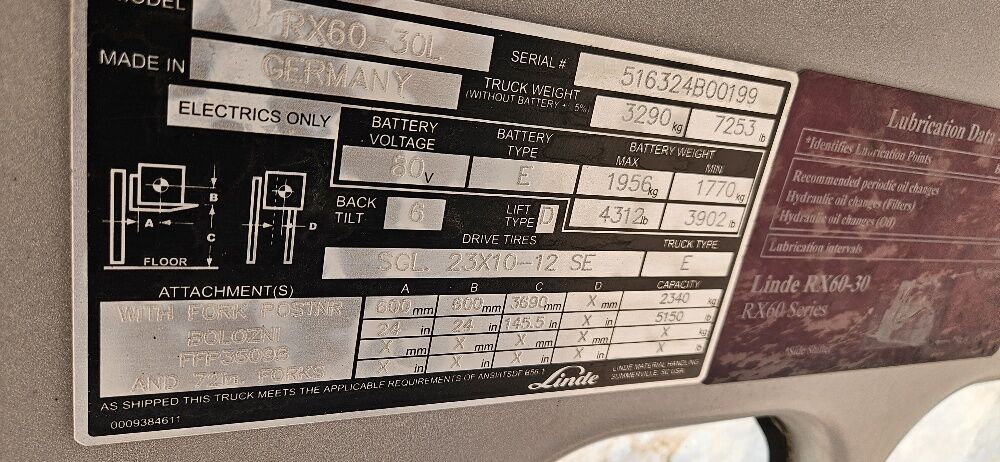 MODEL RX60-30L
SERIAL # 516324B00199
MADE IN GERMANY
TRUCK WEIGHT
(WITHOUT BATTERY +- 5%)
3290 kg 7253 lb
ELECTRICS ONLY
BATTERY VOLTAGE 80 V
BATTERY TYPE E
BATTERY WEIGHT
MAX MIN
1956 kg 1770 kg
4312 lb 3902 lb
BACK TILT 6
LIFT TYPE D
DRIVE TIRES
SGL. 23X10-12 SE
TRUCK TYPE
E
A B C D
FLOOR
ATTACHMENT(S)
WITH FORK POSTNR
BOLOZNI
AND 72in. FORKS
A B C D CAPACITY
600 mm 600 mm 3690 mm X mm 2340 kg
24 in 24 in 145.5 in X in 5150 lb
X mm X mm X mm X mm X kg
X in X in X in X in X lb
AS SHIPPED THIS TRUCK MEETS THE APPLICABLE REQUIREMENTS OF ANSI/ITSDF B56.1
0009384611
Linde
LINDE MATERIAL HANDLING
SUMMERVILLE, SC USA
Lubrication Data
*Identifies Lubrication Points
Recommended periodic oil changes
Hydraulic oil changes (Filters)
Hydraulic oil changes (Oil)
Lubrication intervals
Linde RX60-30
RX60 Series
*Side Shifter